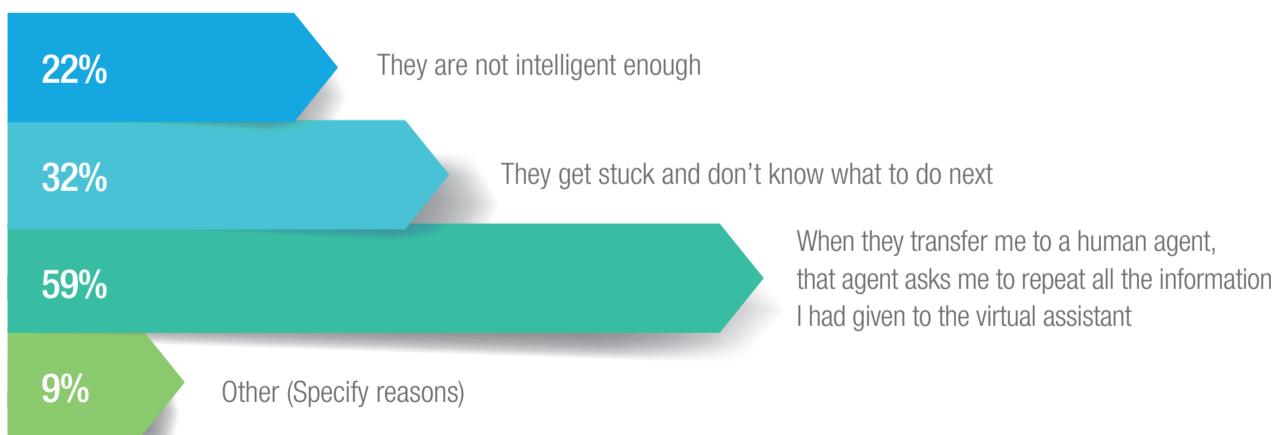 22%
They are not intelligent enough
32%
They get stuck and don’t know what to do next
59%
When they transfer me to a human agent,
that agent asks me to repeat all the information
I had given to the virtual assistant
9%
Other (Specify reasons)